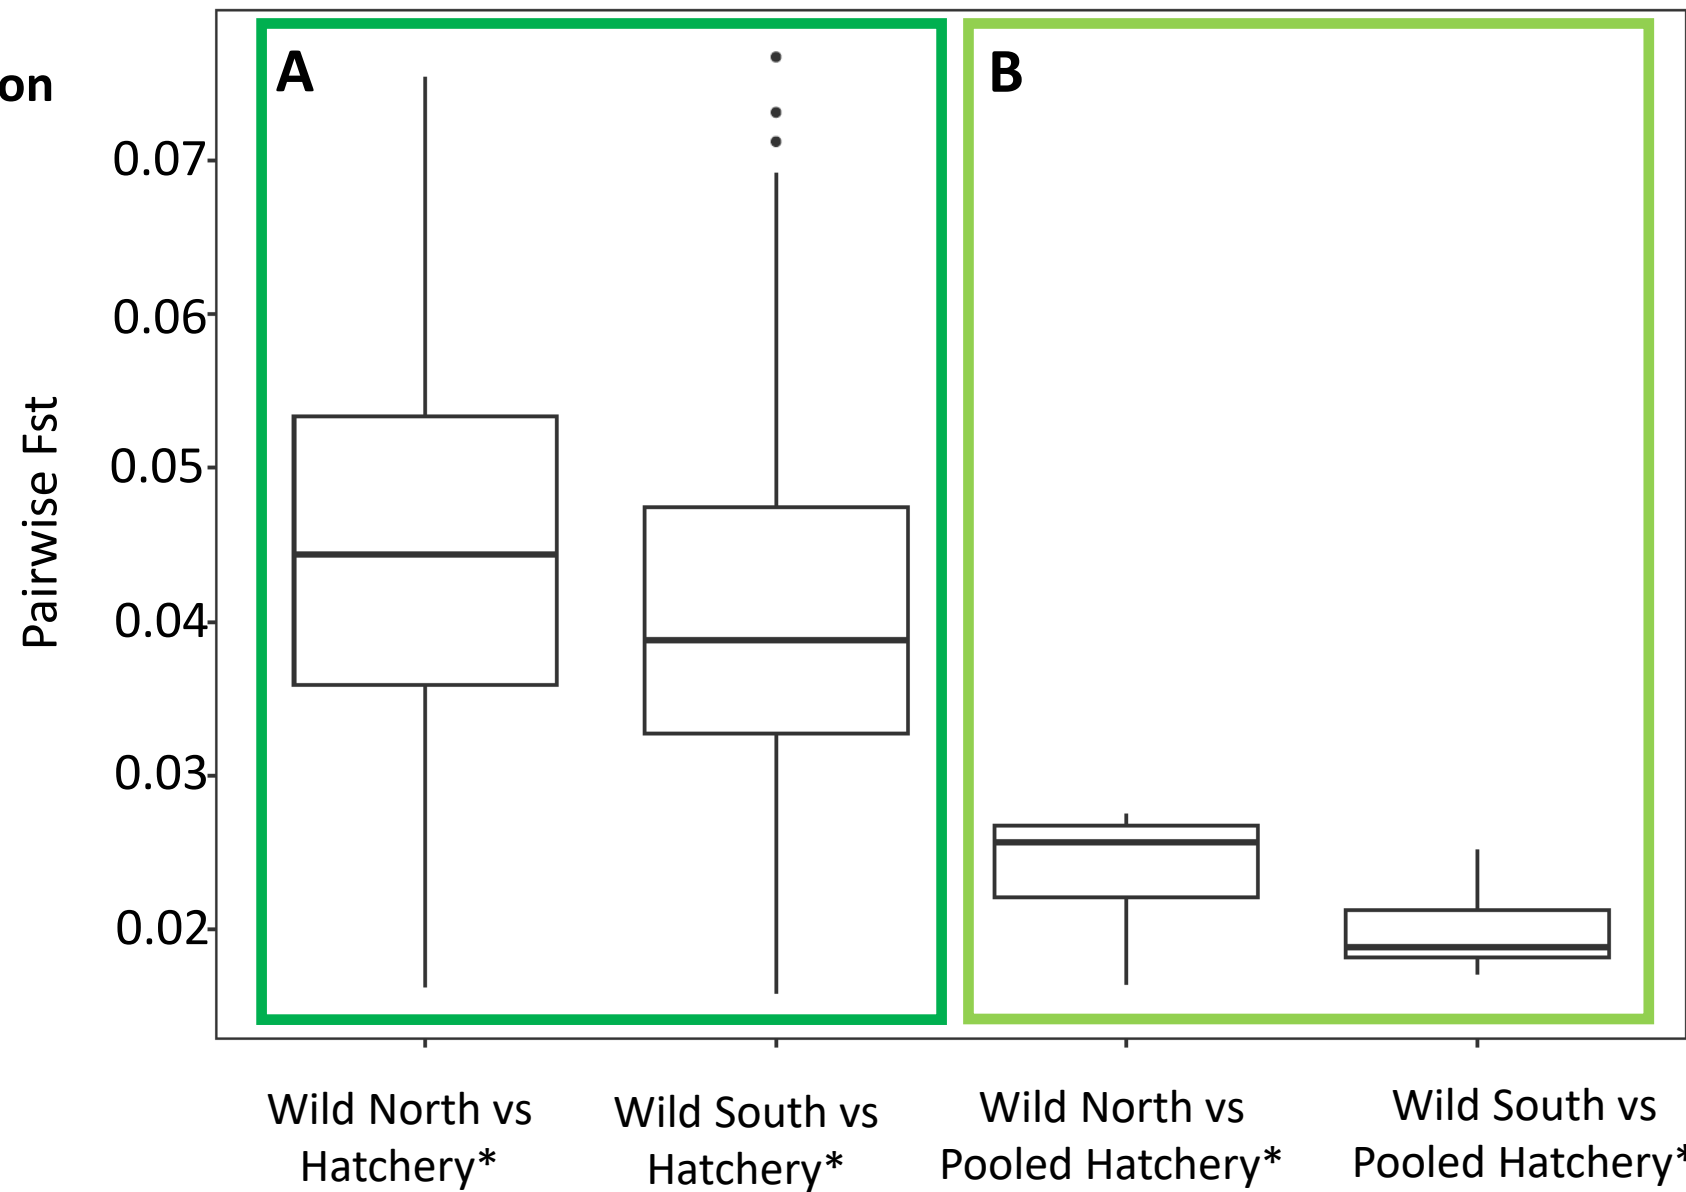 on
A
B
0.07
0.06
0.05
0.04
0.03
0.02
Pairwise Fst
Wild North vs
Hatchery*
Wild South vs
Hatchery*
Wild North vs
Pooled Hatchery*
Wild South vs
Pooled Hatchery*